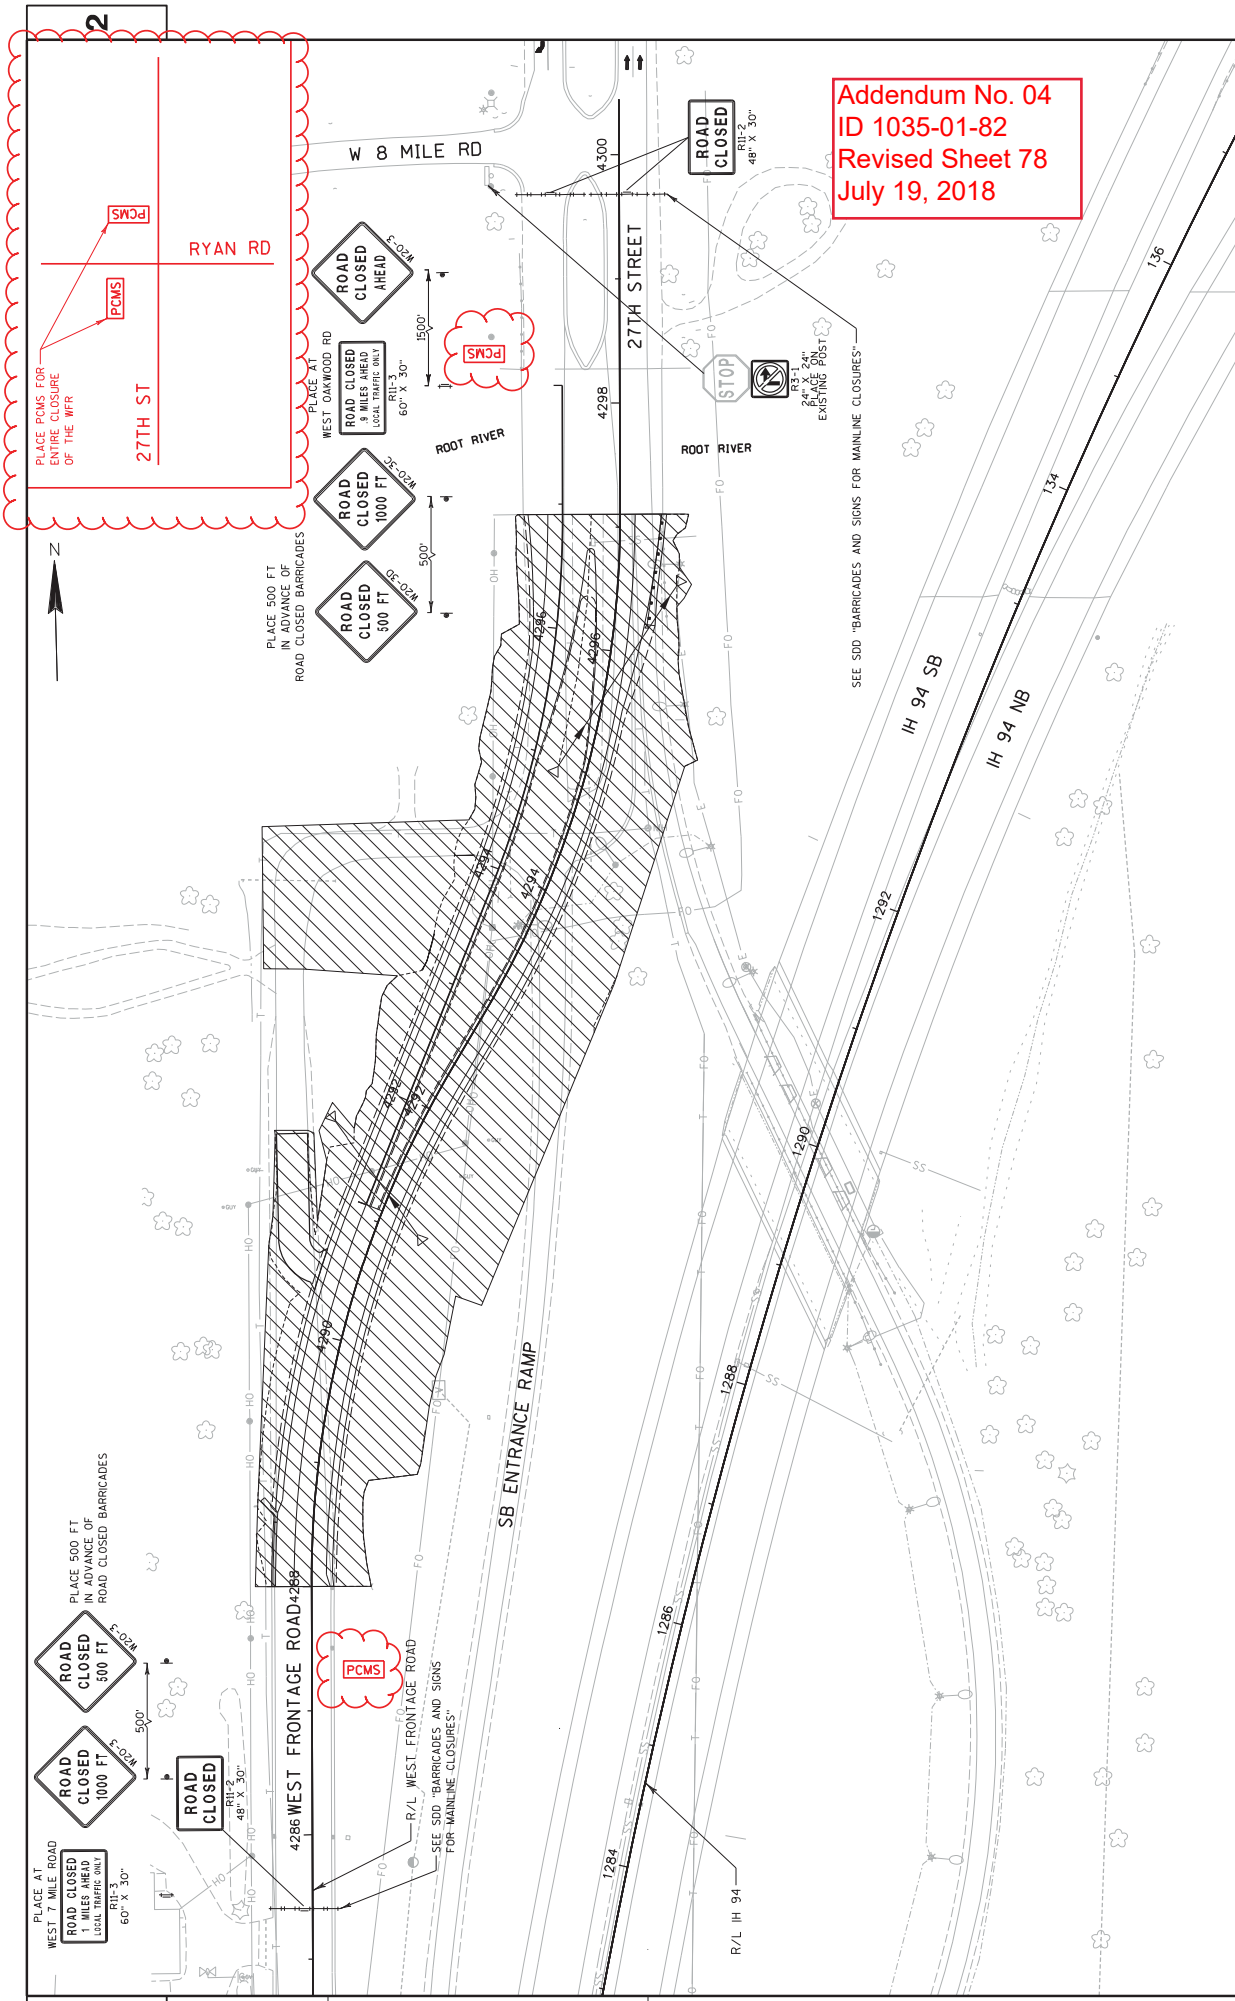 2
Addendum No. 04
ID 1035-01-82
Revised Sheet 78
July 19, 2018
PLACE PCMS FOR
ENTIRE CLOSURE
OF THE WFR
27TH ST
RYAN RD
PCMS
PCMS
N
W 8 MILE RD
ROAD
CLOSED
AHEAD
W20-3
1500'
PLACE AT
WEST OAKWOOD RD
ROAD CLOSED
.9 MILES AHEAD
LOCAL TRAFFIC ONLY
R11-3
60" X 30"
PCMS
ROAD
CLOSED
1000 FT
W20-3C
500'
ROAD
CLOSED
500 FT
W20-3D
PLACE 500 FT
IN ADVANCE OF
ROAD CLOSED BARRICADES
ROOT RIVER
ROOT RIVER
27TH STREET
4300
4298
ROAD
CLOSED
R11-2
48" X 30"
STOP
R3-1
24" X 24"
PLACE ON
EXISTING POST
SEE SDD "BARRICADES AND SIGNS FOR MAINLINE CLOSURES"
4296
4296
4294
4294
4292
4292
4290
4288
4286
136
134
1292
1290
1288
1286
1284
IH 94 SB
IH 94 NB
SB ENTRANCE RAMP
WEST FRONTAGE ROAD
PCMS
R/L WEST FRONTAGE ROAD
SEE SDD "BARRICADES AND SIGNS
FOR MAINLINE CLOSURES"
R/L IH 94
PLACE 500 FT
IN ADVANCE OF
ROAD CLOSED BARRICADES
ROAD
CLOSED
500 FT
W20-3
500'
ROAD
CLOSED
1000 FT
W20-3
ROAD
CLOSED
R11-2
48" X 30"
PLACE AT
WEST 7 MILE ROAD
ROAD CLOSED
1 MILES AHEAD
LOCAL TRAFFIC ONLY
R11-3
60" X 30"